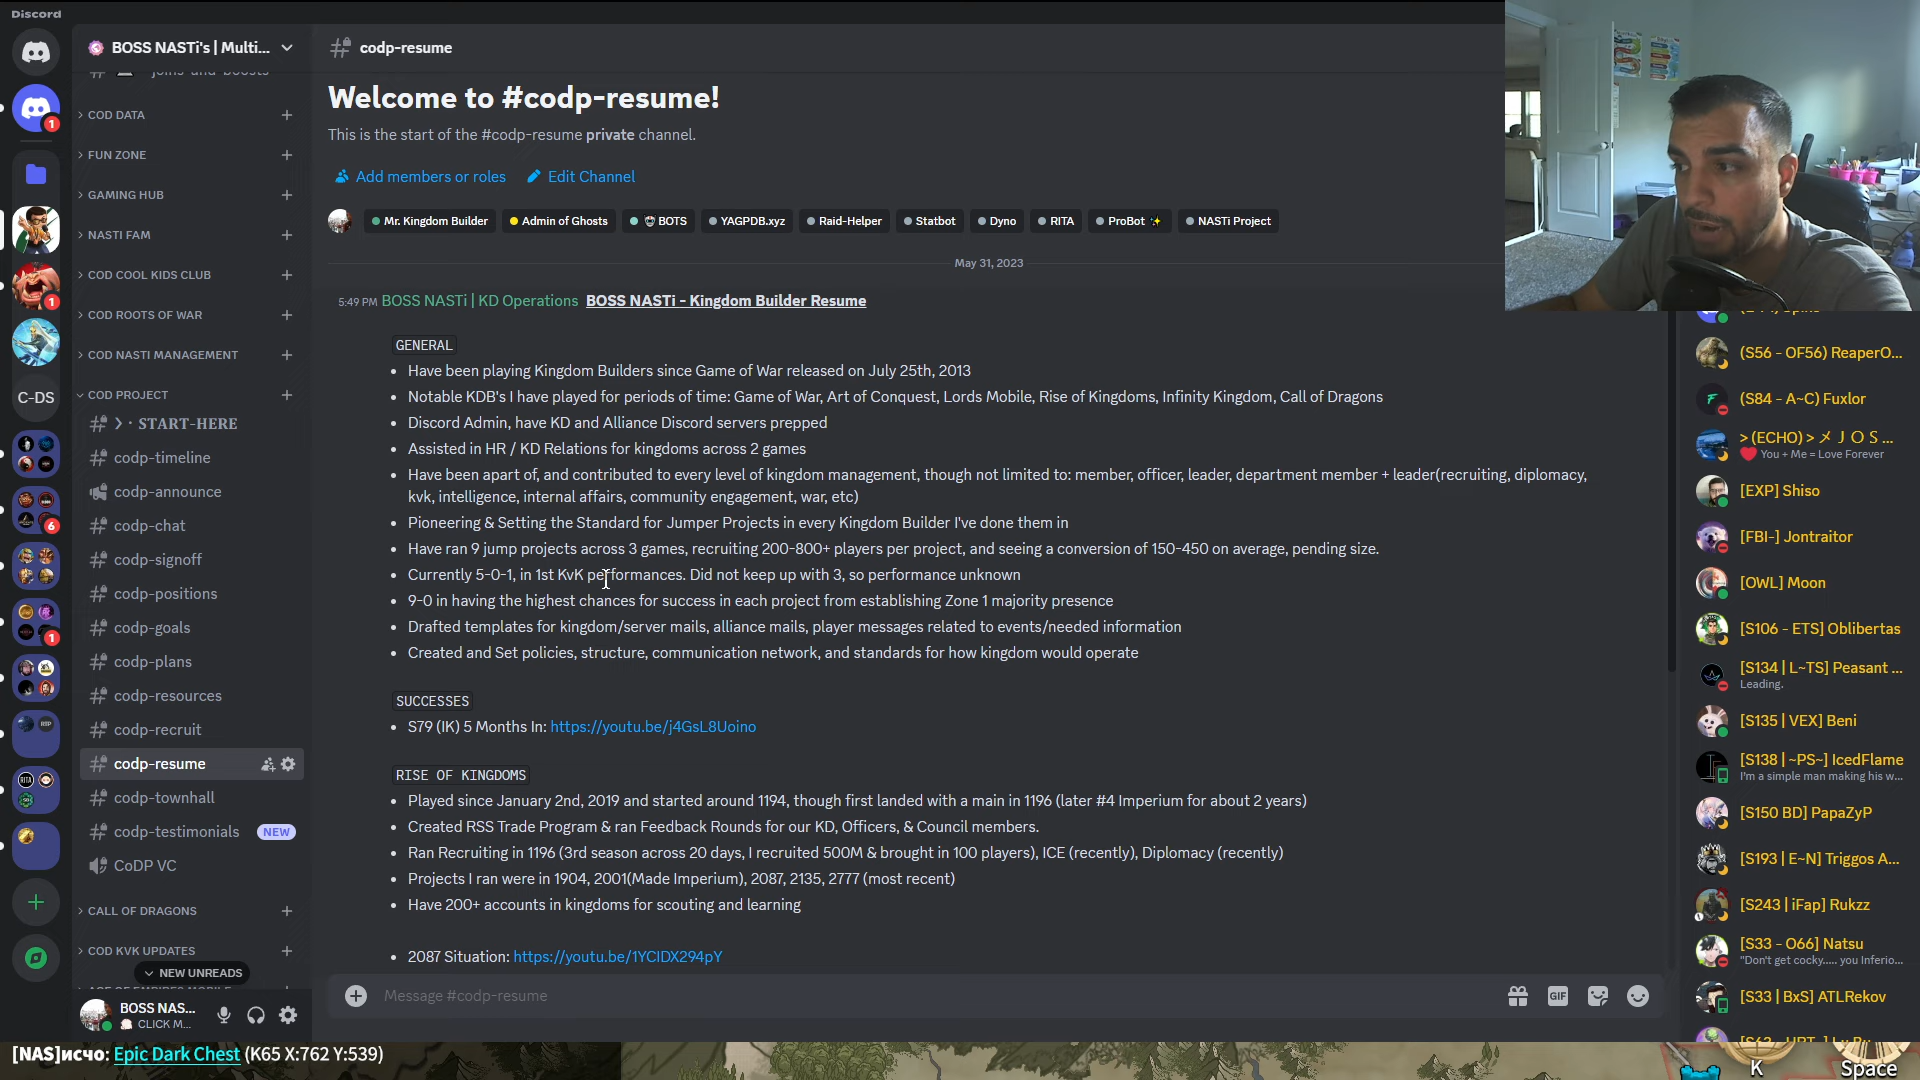 Discord
BOSS NASTi's | Multi...
joins-and-boosts
COD DATA
FUN ZONE
GAMING HUB
NASTI FAM
COD COOL KIDS CLUB
COD ROOTS OF WAR
COD NASTI MANAGEMENT
COD PROJECT
START-HERE
codp-timeline
codp-announce
codp-chat
codp-signoff
codp-positions
codp-goals
codp-plans
codp-resources
codp-recruit
codp-resume
codp-townhall
codp-testimonials NEW
CoDP VC
CALL OF DRAGONS
COD KVK UPDATES
NEW UNREADS
BOSS NAS...
CLICK M...
1
1
C-DS
6
1
codp-resume
Welcome to #codp-resume!
This is the start of the #codp-resume private channel.
Add members or roles Edit Channel
Mr. Kingdom Builder Admin of Ghosts BOTS YAGPDB.xyz Raid-Helper Statbot Dyno RITA ProBot NASTi Project
May 31, 2023
5:49 PM BOSS NASTi | KD Operations BOSS NASTi - Kingdom Builder Resume
GENERAL
• Have been playing Kingdom Builders since Game of War released on July 25th, 2013
• Notable KDB's I have played for periods of time: Game of War, Art of Conquest, Lords Mobile, Rise of Kingdoms, Infinity Kingdom, Call of Dragons
• Discord Admin, have KD and Alliance Discord servers prepped
• Assisted in HR / KD Relations for kingdoms across 2 games
• Have been apart of, and contributed to every level of kingdom management, though not limited to: member, officer, leader, department member + leader(recruiting, diplomacy,
kvk, intelligence, internal affairs, community engagement, war, etc)
• Pioneering & Setting the Standard for Jumper Projects in every Kingdom Builder I've done them in
• Have ran 9 jump projects across 3 games, recruiting 200-800+ players per project, and seeing a conversion of 150-450 on average, pending size.
• Currently 5-0-1, in 1st KvK performances. Did not keep up with 3, so performance unknown
• 9-0 in having the highest chances for success in each project from establishing Zone 1 majority presence
• Drafted templates for kingdom/server mails, alliance mails, player messages related to events/needed information
• Created and Set policies, structure, communication network, and standards for how kingdom would operate
SUCCESSES
• S79 (IK) 5 Months In: https://youtu.be/j4GsL8Uoino
RISE OF KINGDOMS
• Played since January 2nd, 2019 and started around 1194, though first landed with a main in 1196 (later #4 Imperium for about 2 years)
• Created RSS Trade Program & ran Feedback Rounds for our KD, Officers, & Council members.
• Ran Recruiting in 1196 (3rd season across 20 days, I recruited 500M & brought in 100 players), ICE (recently), Diplomacy (recently)
• Projects I ran were in 1904, 2001(Made Imperium), 2087, 2135, 2777 (most recent)
• Have 200+ accounts in kingdoms for scouting and learning
• 2087 Situation: https://youtu.be/1YCIDX294pY
Message #codp-resume
GIF
(S56 - OF56) ReaperO...
(S84 - A~C) Fuxlor
> (ECHO) > メ J O S ...
You + Me = Love Forever
[EXP] Shiso
[FBI-] Jontraitor
[OWL] Moon
[S106 - ETS] Oblibertas
[S134 | L~TS] Peasant ...
Leading.
[S135 | VEX] Beni
[S138 | ~PS~] IcedFlame
I'm a simple man making his w...
[S150 BD] PapaZyP
[S193 | E~N] Triggos A...
[S243 | iFap] Rukzz
[S33 - O66] Natsu
"Don't get cocky..... you Inferio...
[S33 | BxS] ATLRekov
[NAS]исчо: Epic Dark Chest (K65 X:762 Y:539)
K
Space